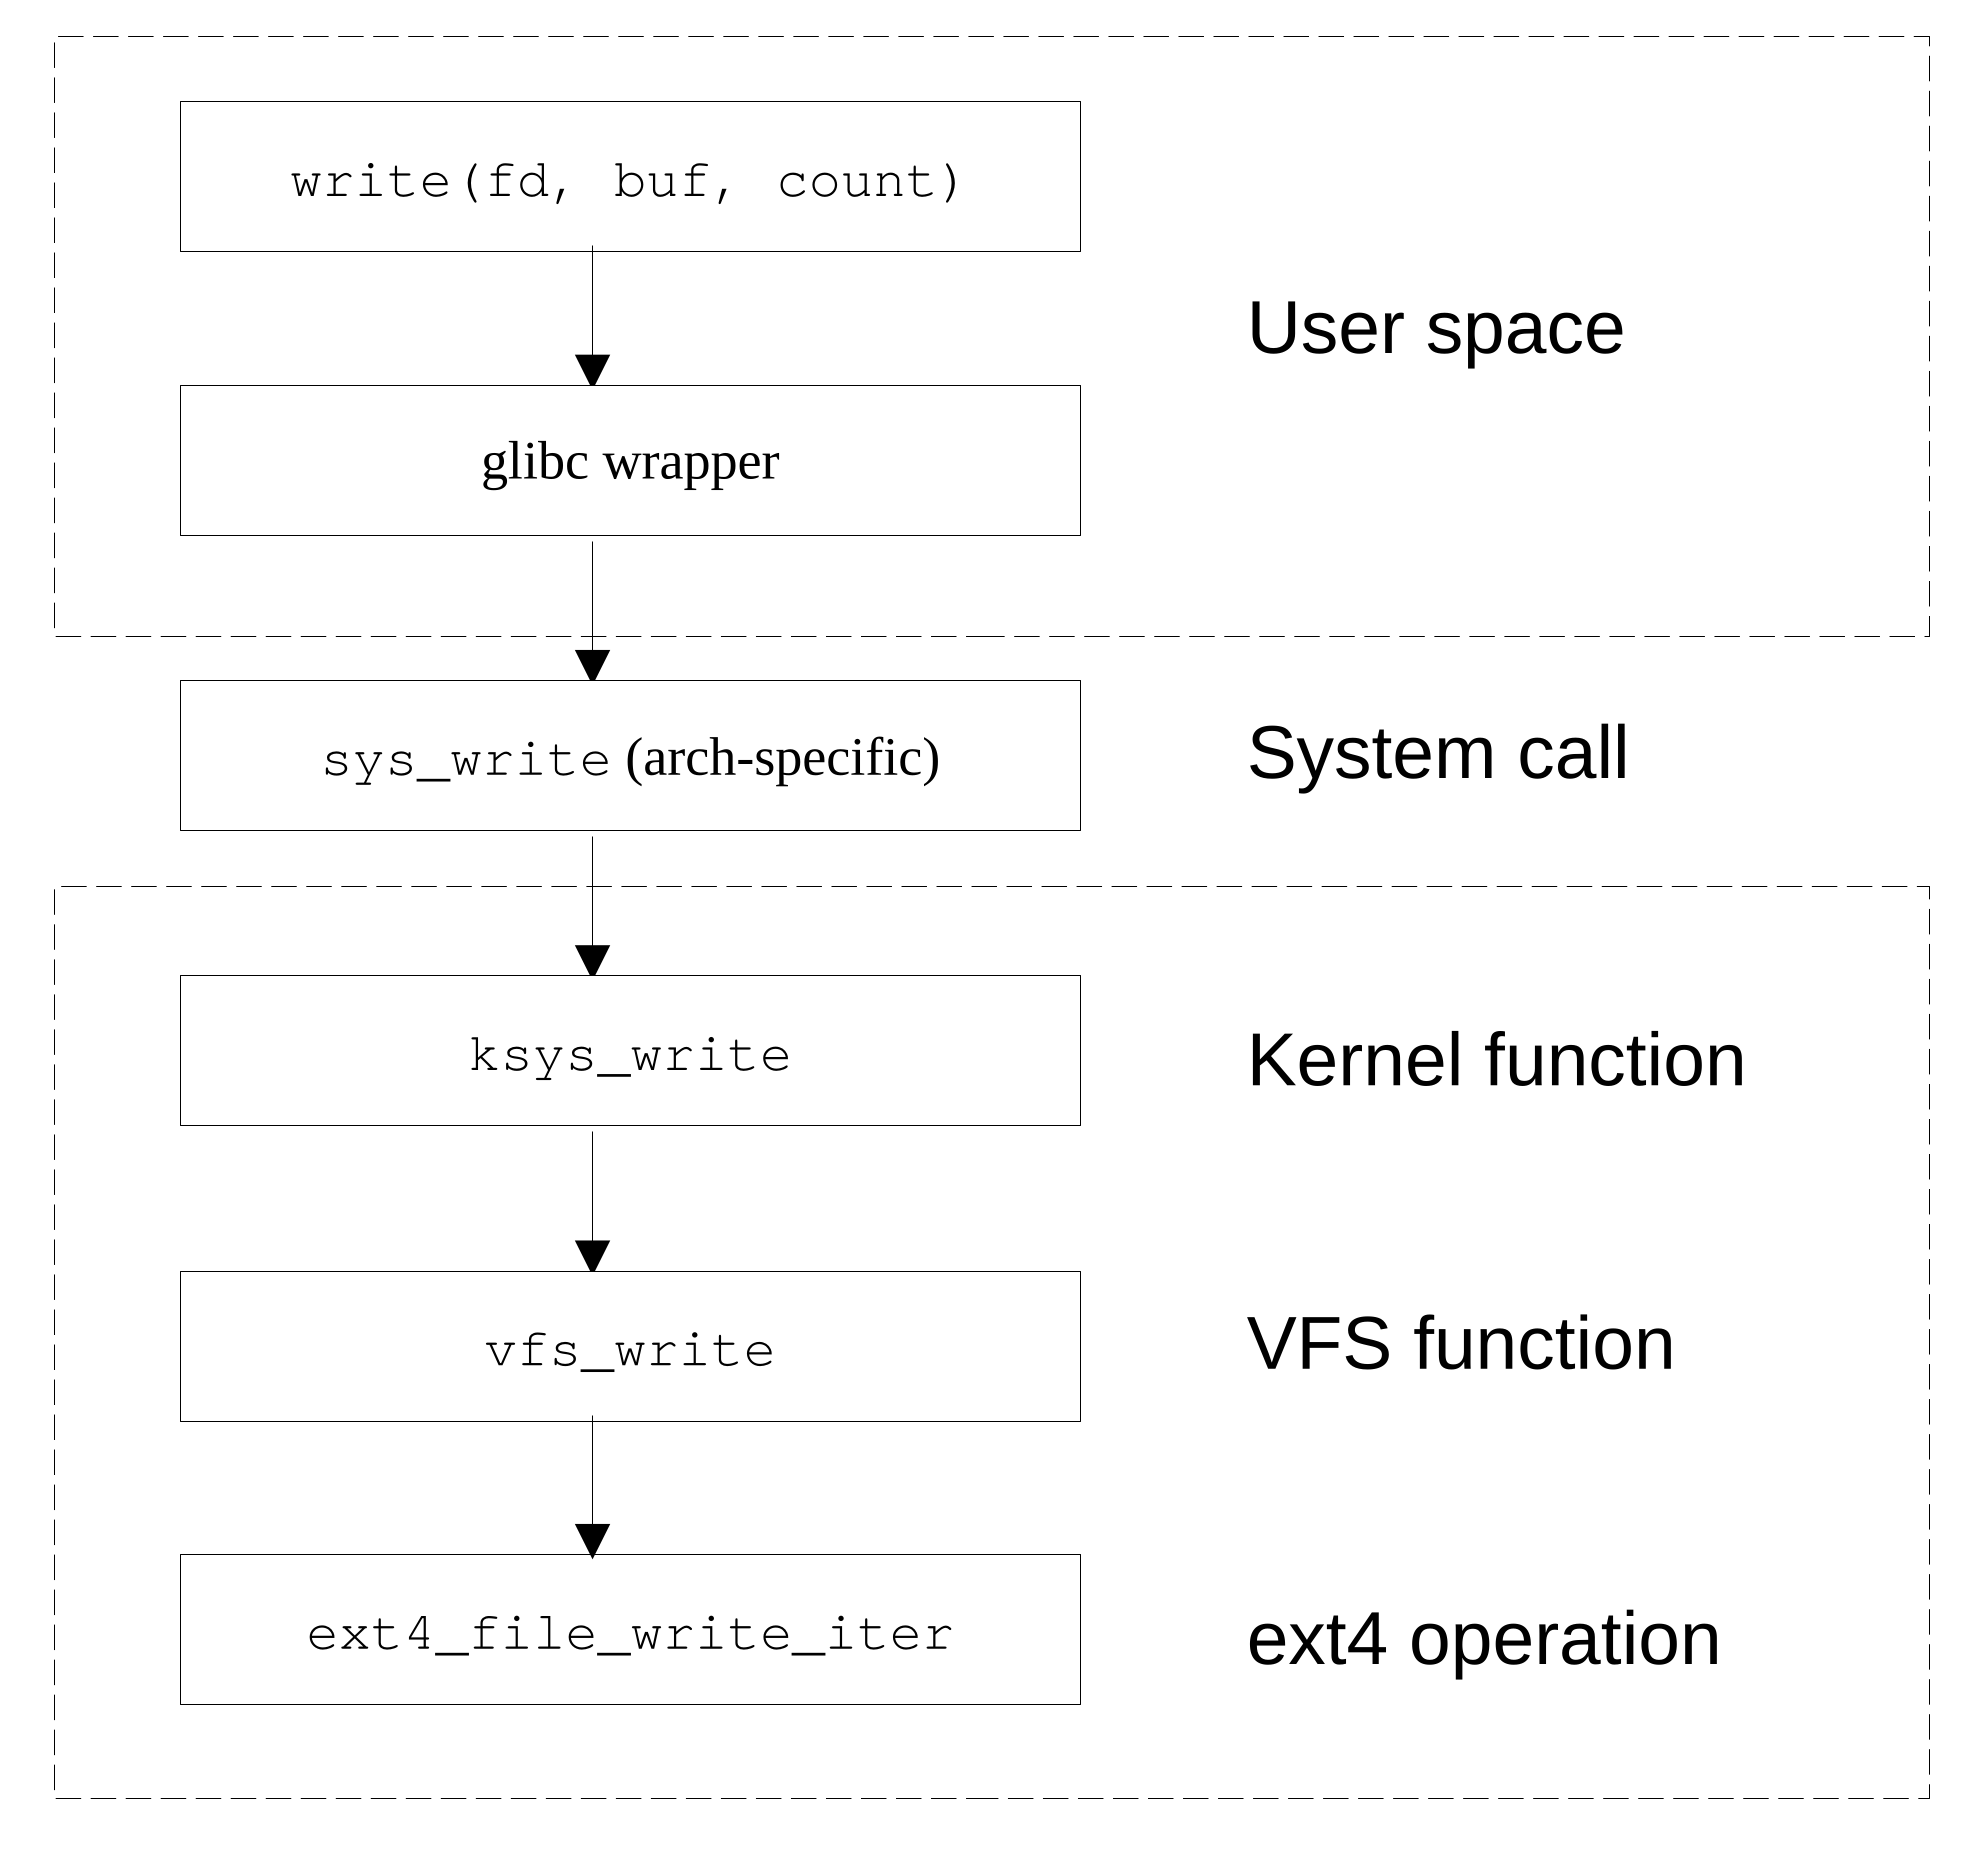 write(fd, buf, count)
User space
glibc wrapper
sys_write (arch-specific)
System call
ksys_write
Kernel function
vfs_write
VFS function
ext4_file_write_iter
ext4 operation